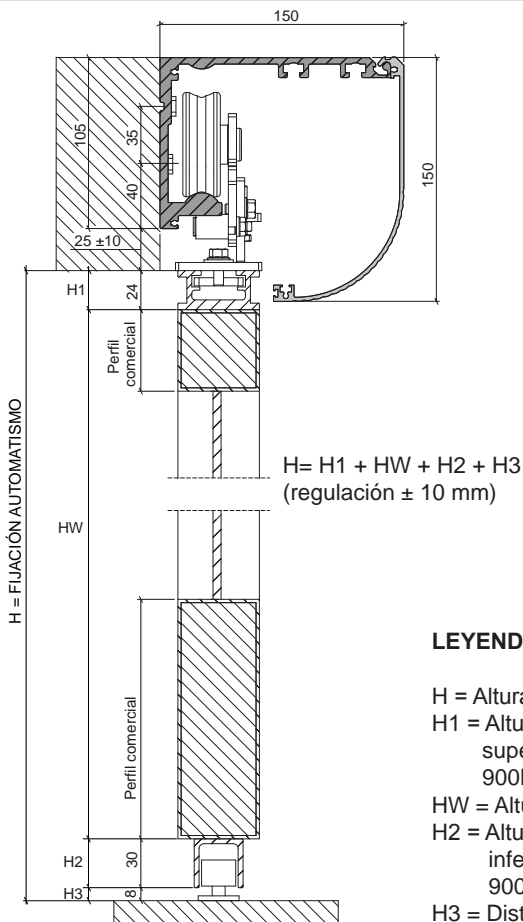 150
150
105
35
40
25 ±10
H1
24
Perfil
comercial
H= H1 + HW + H2 + H3
(regulación ± 10 mm)
H = FIJACIÓN AUTOMATISMO
HW
Perfil comercial
H2
30
H3
8
LEYEND
H = Altura
H1 = Altu
supe
900
HW = Altu
H2 = Altu
infe
900
H3 = Dist